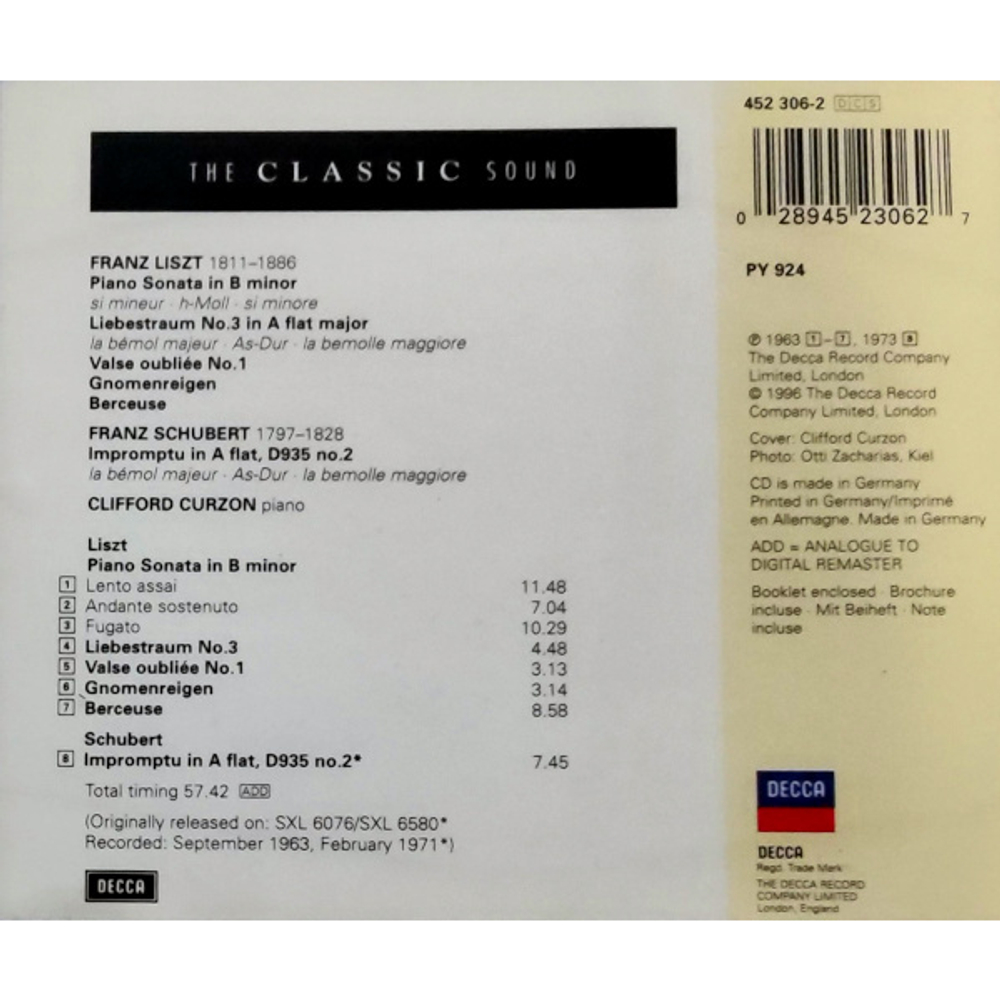 THE CLASSIC SOUND
FRANZ LISZT 1811–1886
Piano Sonata in B minor
si mineur · h-Moll · si minore
Liebestraum No.3 in A flat major
la bémol majeur · As-Dur · la bemolle maggiore
Valse oubliée No.1
Gnomenreigen
Berceuse
FRANZ SCHUBERT 1797–1828
Impromptu in A flat, D935 no.2
la bémol majeur · As-Dur · la bemolle maggiore
CLIFFORD CURZON piano
Liszt
Piano Sonata in B minor
1 Lento assai 11.48
2 Andante sostenuto 7.04
3 Fugato 10.29
4 Liebestraum No.3 4.48
5 Valse oubliée No.1 3.13
6 Gnomenreigen 3.14
7 Berceuse 8.58
Schubert
8 Impromptu in A flat, D935 no.2* 7.45
Total timing 57.42 ADD
(Originally released on: SXL 6076/SXL 6580*
Recorded: September 1963, February 1971*)
DECCA
452 306-2 DCS
0 28945 23062 7
PY 924
℗ 1963 1–7, 1973 8
The Decca Record Company
Limited, London
© 1996 The Decca Record
Company Limited, London
Cover: Clifford Curzon
Photo: Otti Zacharias, Kiel
CD is made in Germany
Printed in Germany/Imprimé
en Allemagne. Made in Germany
ADD = ANALOGUE TO
DIGITAL REMASTER
Booklet enclosed · Brochure
incluse · Mit Beiheft · Note
incluse
DECCA
DECCA
Regd. Trade Mark
THE DECCA RECORD
COMPANY LIMITED
London, England